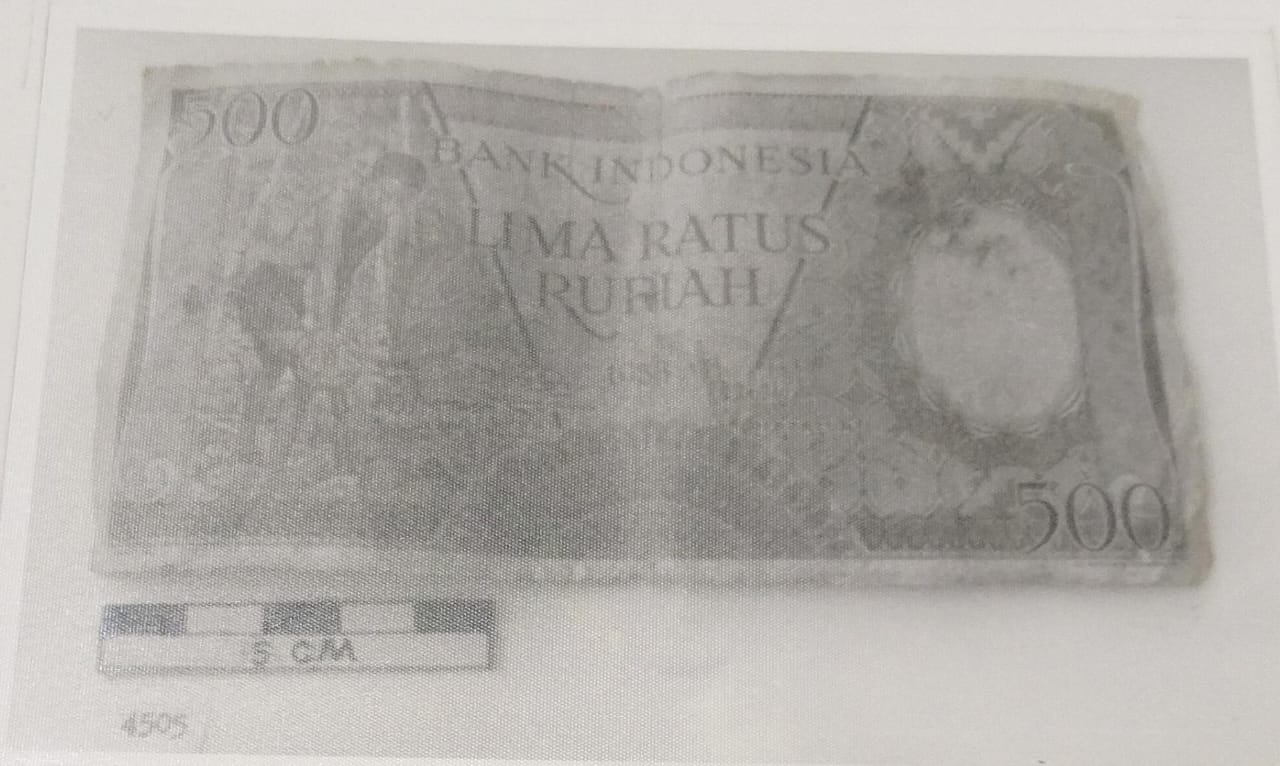 500
BANK INDONESIA
LIMA RATUS
RUPIAH
500
5 CM
4505